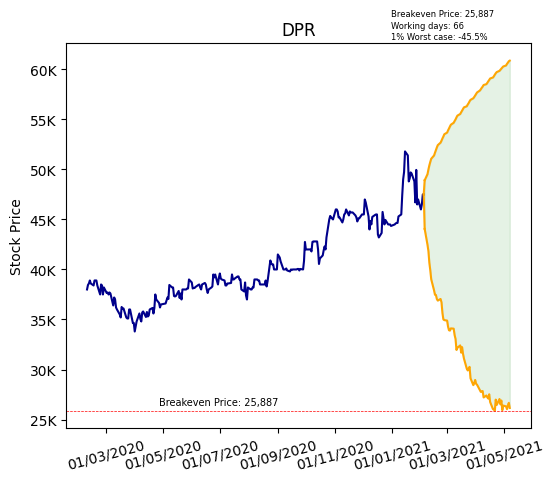 Breakeven Price: 25,887
Working days: 66
1% Worst case: -45.5%
DPR
Stock Price
60K
55K
50K
45K
40K
35K
30K
25K
Breakeven Price: 25,887
01/03/2020
01/05/2020
01/07/2020
01/09/2020
01/11/2020
01/01/2021
01/03/2021
01/05/2021